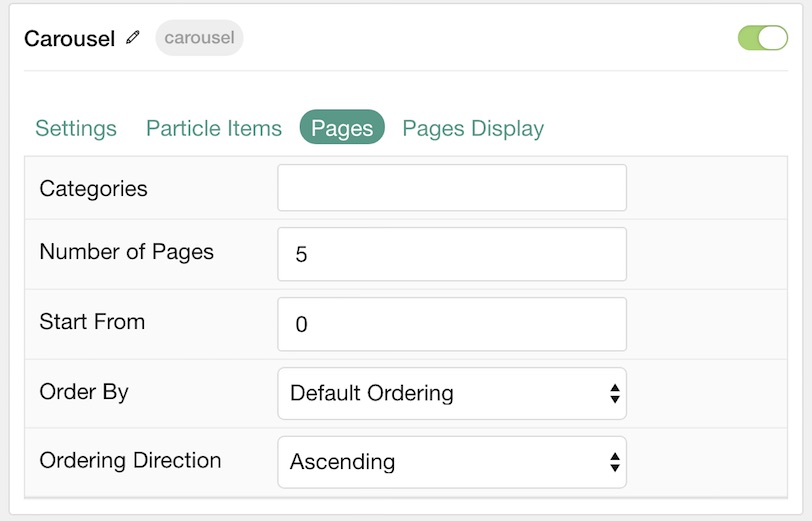 Carousel carousel
Settings Particle Items Pages Pages Display
Categories
Number of Pages 5
Start From 0
Order By Default Ordering
Ordering Direction Ascending